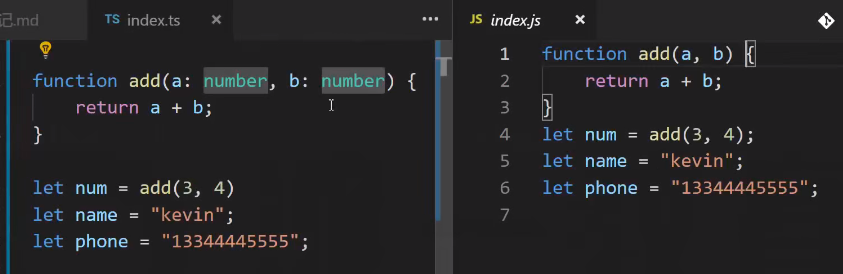 记.md
TS index.ts ×
function add(a: number, b: number) {
return a + b;
}
let num = add(3, 4)
let name = "kevin";
let phone = "13344445555";
JS index.js ×
1 function add(a, b) {
2 return a + b;
3 }
4 let num = add(3, 4);
5 let name = "kevin";
6 let phone = "13344445555";
7